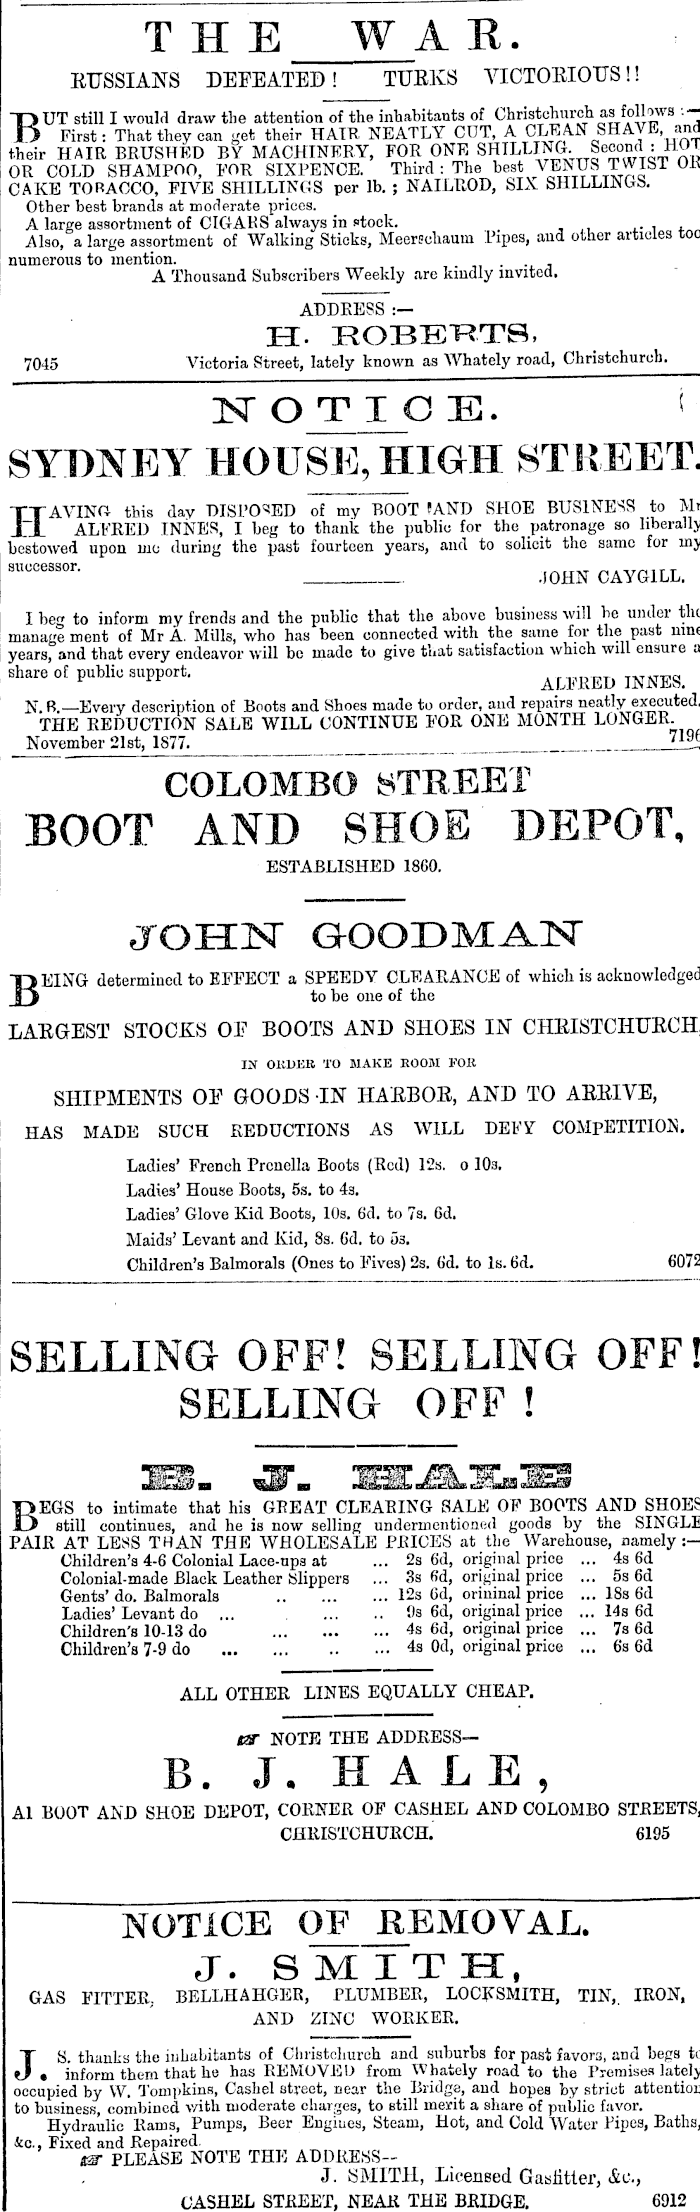 THE WAR.
RUSSIANS DEFEATED! TURKS VICTORIOUS!!
BUT still I would draw the attention of the inhabitants of Christchurch as follows :—
First : That they can get their HAIR NEATLY CUT, A CLEAN SHAVE, and
their HAIR BRUSHED BY MACHINERY, FOR ONE SHILLING. Second : HOT
OR COLD SHAMPOO, FOR SIXPENCE. Third : The best VENUS TWIST OR
CAKE TOBACCO, FIVE SHILLINGS per lb. ; NAILROD, SIX SHILLINGS.
Other best brands at moderate prices.
A large assortment of CIGARS always in stock.
Also, a large assortment of Walking Sticks, Meerschaum Pipes, and other articles too
numerous to mention.
A Thousand Subscribers Weekly are kindly invited.
ADDRESS :—
H. ROBERTS,
7045 Victoria Street, lately known as Whately road, Christchurch.
NOTICE.
SYDNEY HOUSE, HIGH STREET.
HAVING this day DISPOSED of my BOOT AND SHOE BUSINESS to Mr
ALFRED INNES, I beg to thank the public for the patronage so liberally
bestowed upon me during the past fourteen years, and to solicit the same for my
successor.
JOHN CAYGILL.
I beg to inform my frends and the public that the above business will be under the
manage ment of Mr A. Mills, who has been connected with the same for the past nine
years, and that every endeavor will be made to give that satisfaction which will ensure a
share of public support.
ALFRED INNES.
N.B.—Every description of Boots and Shoes made to order, and repairs neatly executed.
THE REDUCTION SALE WILL CONTINUE FOR ONE MONTH LONGER.
November 21st, 1877. 7196
COLOMBO STREET
BOOT AND SHOE DEPOT,
ESTABLISHED 1860.
JOHN GOODMAN
BEING determined to EFFECT a SPEEDY CLEARANCE of which is acknowledged
to be one of the
LARGEST STOCKS OF BOOTS AND SHOES IN CHRISTCHURCH,
IN ORDER TO MAKE ROOM FOR
SHIPMENTS OF GOODS IN HARBOR, AND TO ARRIVE,
HAS MADE SUCH REDUCTIONS AS WILL DEFY COMPETITION.
Ladies' French Prenella Boots (Red) 12s. o 10s.
Ladies' House Boots, 5s. to 4s.
Ladies' Glove Kid Boots, 10s. 6d. to 7s. 6d.
Maids' Levant and Kid, 8s. 6d. to 5s.
Children's Balmorals (Ones to Fives) 2s. 6d. to 1s. 6d. 6072
SELLING OFF! SELLING OFF!
SELLING OFF!
B. J. HALE
BEGS to intimate that his GREAT CLEARING SALE OF BOOTS AND SHOES
still continues, and he is now selling undermentioned goods by the SINGLE
PAIR AT LESS THAN THE WHOLESALE PRICES at the Warehouse, namely :—
Children's 4-6 Colonial Lace-ups at ... 2s 6d, original price ... 4s 6d
Colonial-made Black Leather Slippers ... 3s 6d, original price ... 5s 6d
Gents' do. Balmorals .. ... ... 12s 6d, orininal price ... 18s 6d
Ladies' Levant do ... ... .. 9s 6d, original price ... 14s 6d
Children's 10-13 do ... ... ... 4s 6d, original price ... 7s 6d
Children's 7-9 do ... ... .. ... 4s 0d, original price ... 6s 6d
ALL OTHER LINES EQUALLY CHEAP.
☞ NOTE THE ADDRESS—
B. J. HALE,
A1 BOOT AND SHOE DEPOT, CORNER OF CASHEL AND COLOMBO STREETS,
CHRISTCHURCH. 6195
NOTICE OF REMOVAL.
J. SMITH,
GAS FITTER, BELLHAHGER, PLUMBER, LOCKSMITH, TIN, IRON,
AND ZINC WORKER.
J. S. thanks the inhabitants of Christchurch and suburbs for past favors, and begs to
inform them that he has REMOVED from Whately road to the Premises lately
occupied by W. Tompkins, Cashel street, near the Bridge, and hopes by strict attention
to business, combined with moderate charges, to still merit a share of public favor.
Hydraulic Rams, Pumps, Beer Engines, Steam, Hot, and Cold Water Pipes, Baths,
&c., Fixed and Repaired.
☞ PLEASE NOTE THE ADDRESS--
J. SMITH, Licensed Gasfitter, &c.,
CASHEL STREET, NEAR THE BRIDGE. 6912